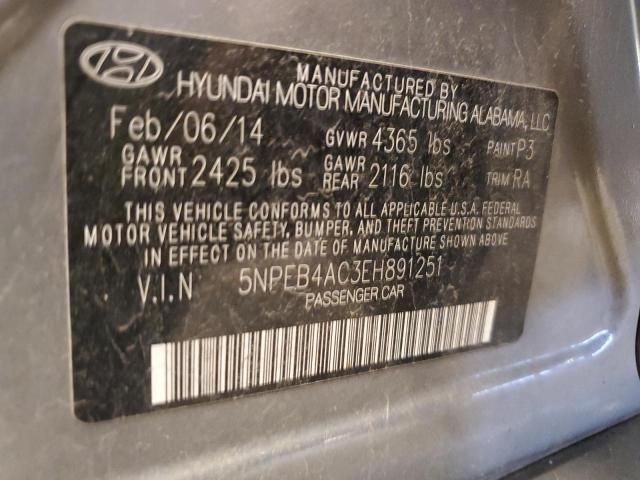 MANUFACTURED BY
HYUNDAI MOTOR MANUFACTURING ALABAMA, LLC
Feb/06/14 GVWR 4365 lbs PAINT P3
GAWR FRONT 2425 lbs GAWR REAR 2116 lbs TRIM RA
THIS VEHICLE CONFORMS TO ALL APPLICABLE U.S.A. FEDERAL
MOTOR VEHICLE SAFETY, BUMPER, AND THEFT PREVENTION STANDARDS
IN EFFECT ON THE DATE OF MANUFACTURE SHOWN ABOVE
V.I.N 5NPEB4AC3EH891251
PASSENGER CAR